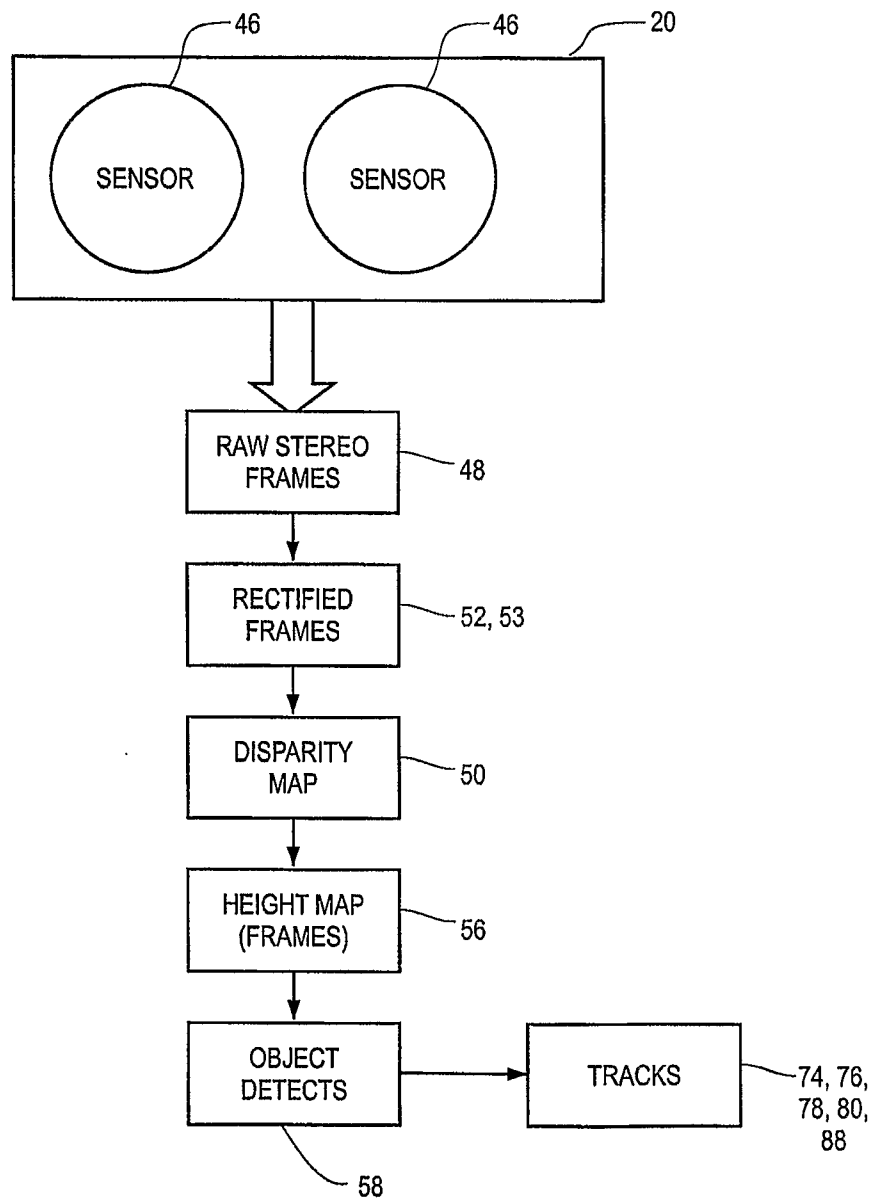 46
46
20
SENSOR
SENSOR
RAW STEREO
FRAMES
48
RECTIFIED
FRAMES
52, 53
DISPARITY
MAP
50
HEIGHT MAP
(FRAMES)
56
OBJECT
DETECTS
TRACKS
74, 76,
78, 80,
88
58